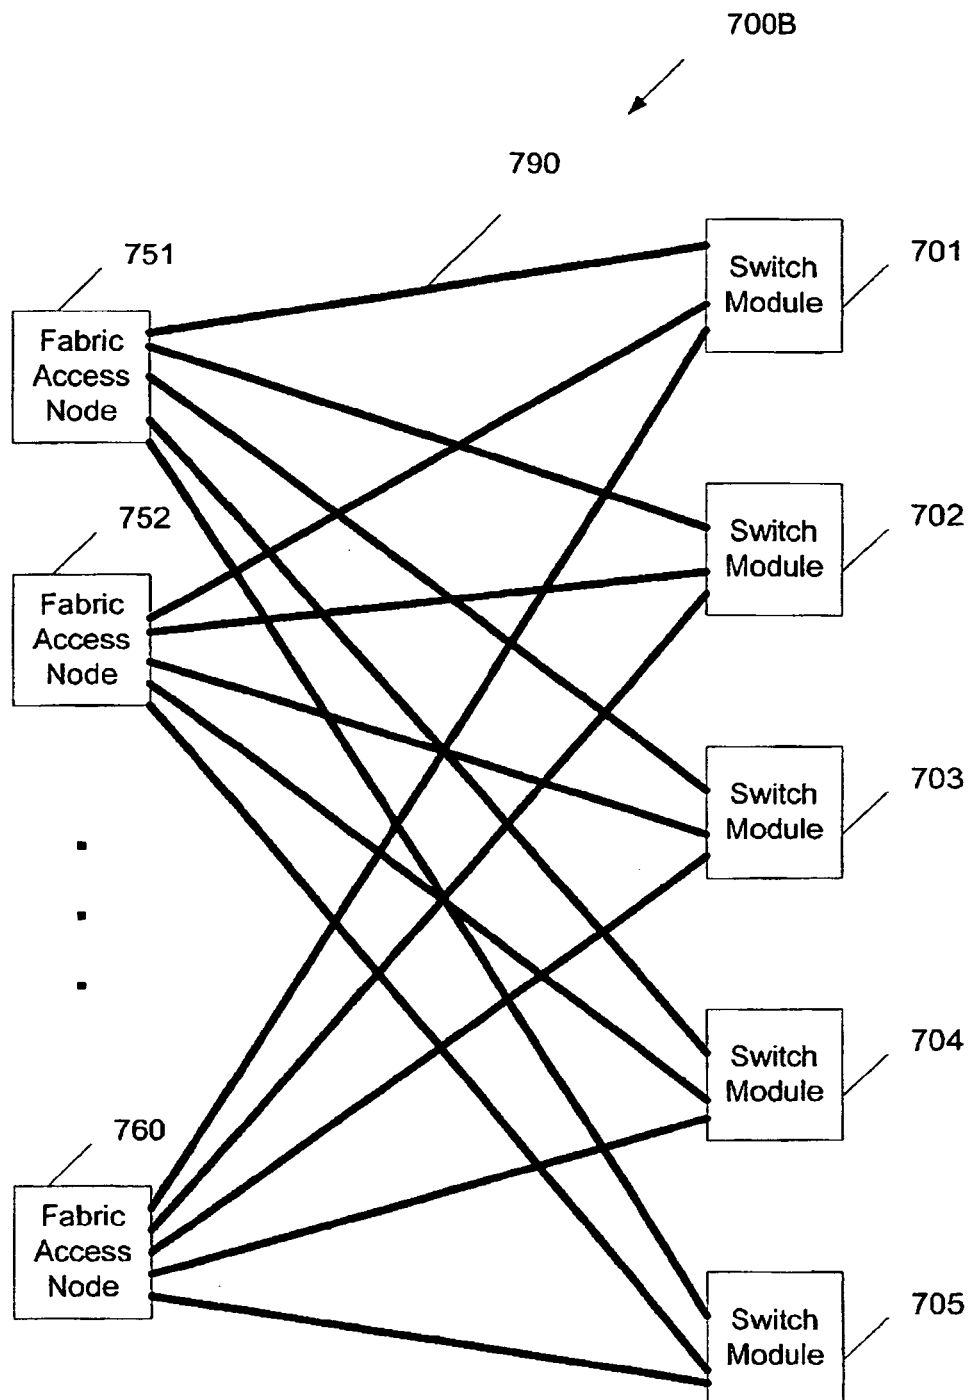 700B
790
751
Fabric
Access
Node
Switch
Module
701
752
Fabric
Access
Node
Switch
Module
702
Switch
Module
703
Switch
Module
704
760
Fabric
Access
Node
Switch
Module
705